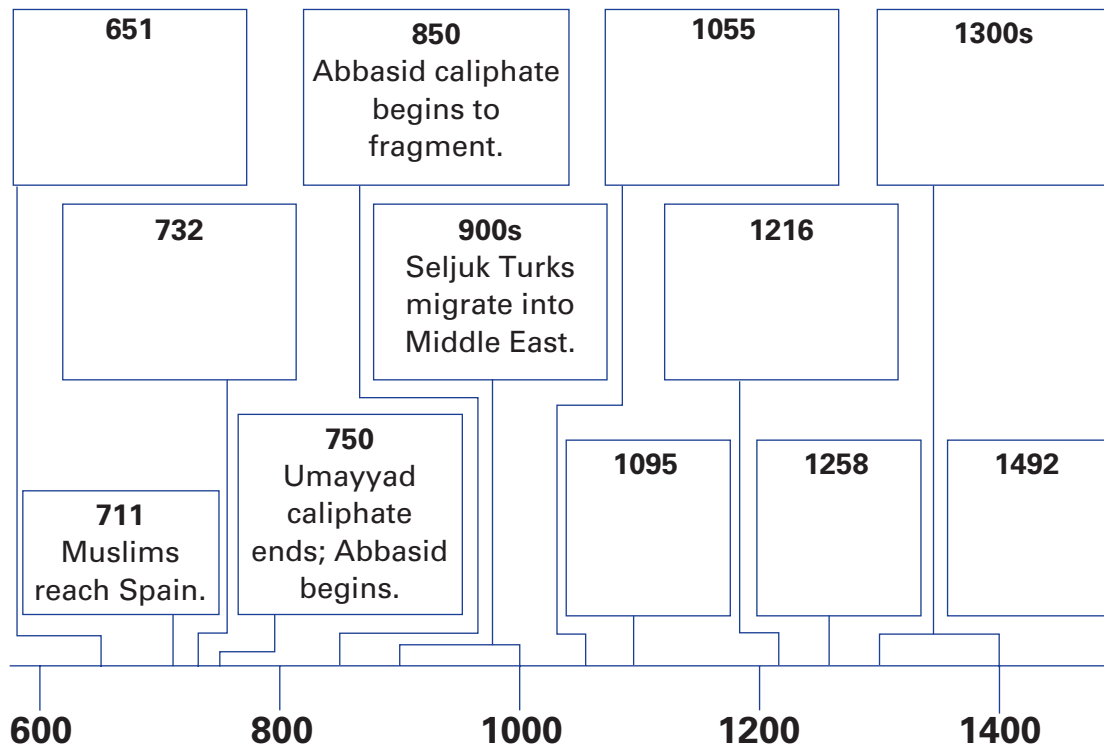 651
850
Abbasid caliphate
begins to
fragment.
1055
1300s
732
900s
Seljuk Turks
migrate into
Middle East.
1216
711
Muslims
reach Spain.
750
Umayyad
caliphate
ends; Abbasid
begins.
1095
1258
1492
600
800
1000
1200
1400